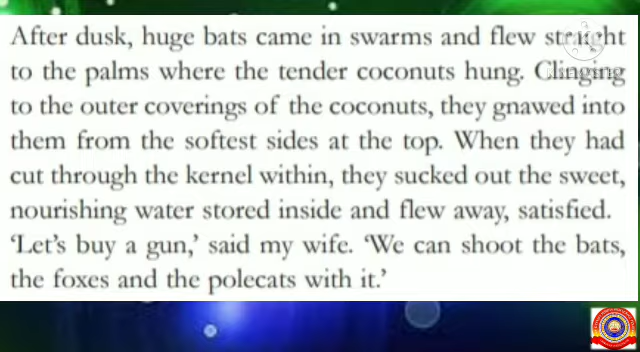 After dusk, huge bats came in swarms and flew straight
to the palms where the tender coconuts hung. Clinging
to the outer coverings of the coconuts, they gnawed into
them from the softest sides at the top. When they had
cut through the kernel within, they sucked out the sweet,
nourishing water stored inside and flew away, satisfied.
‘Let’s buy a gun,’ said my wife. ‘We can shoot the bats,
the foxes and the polecats with it.’